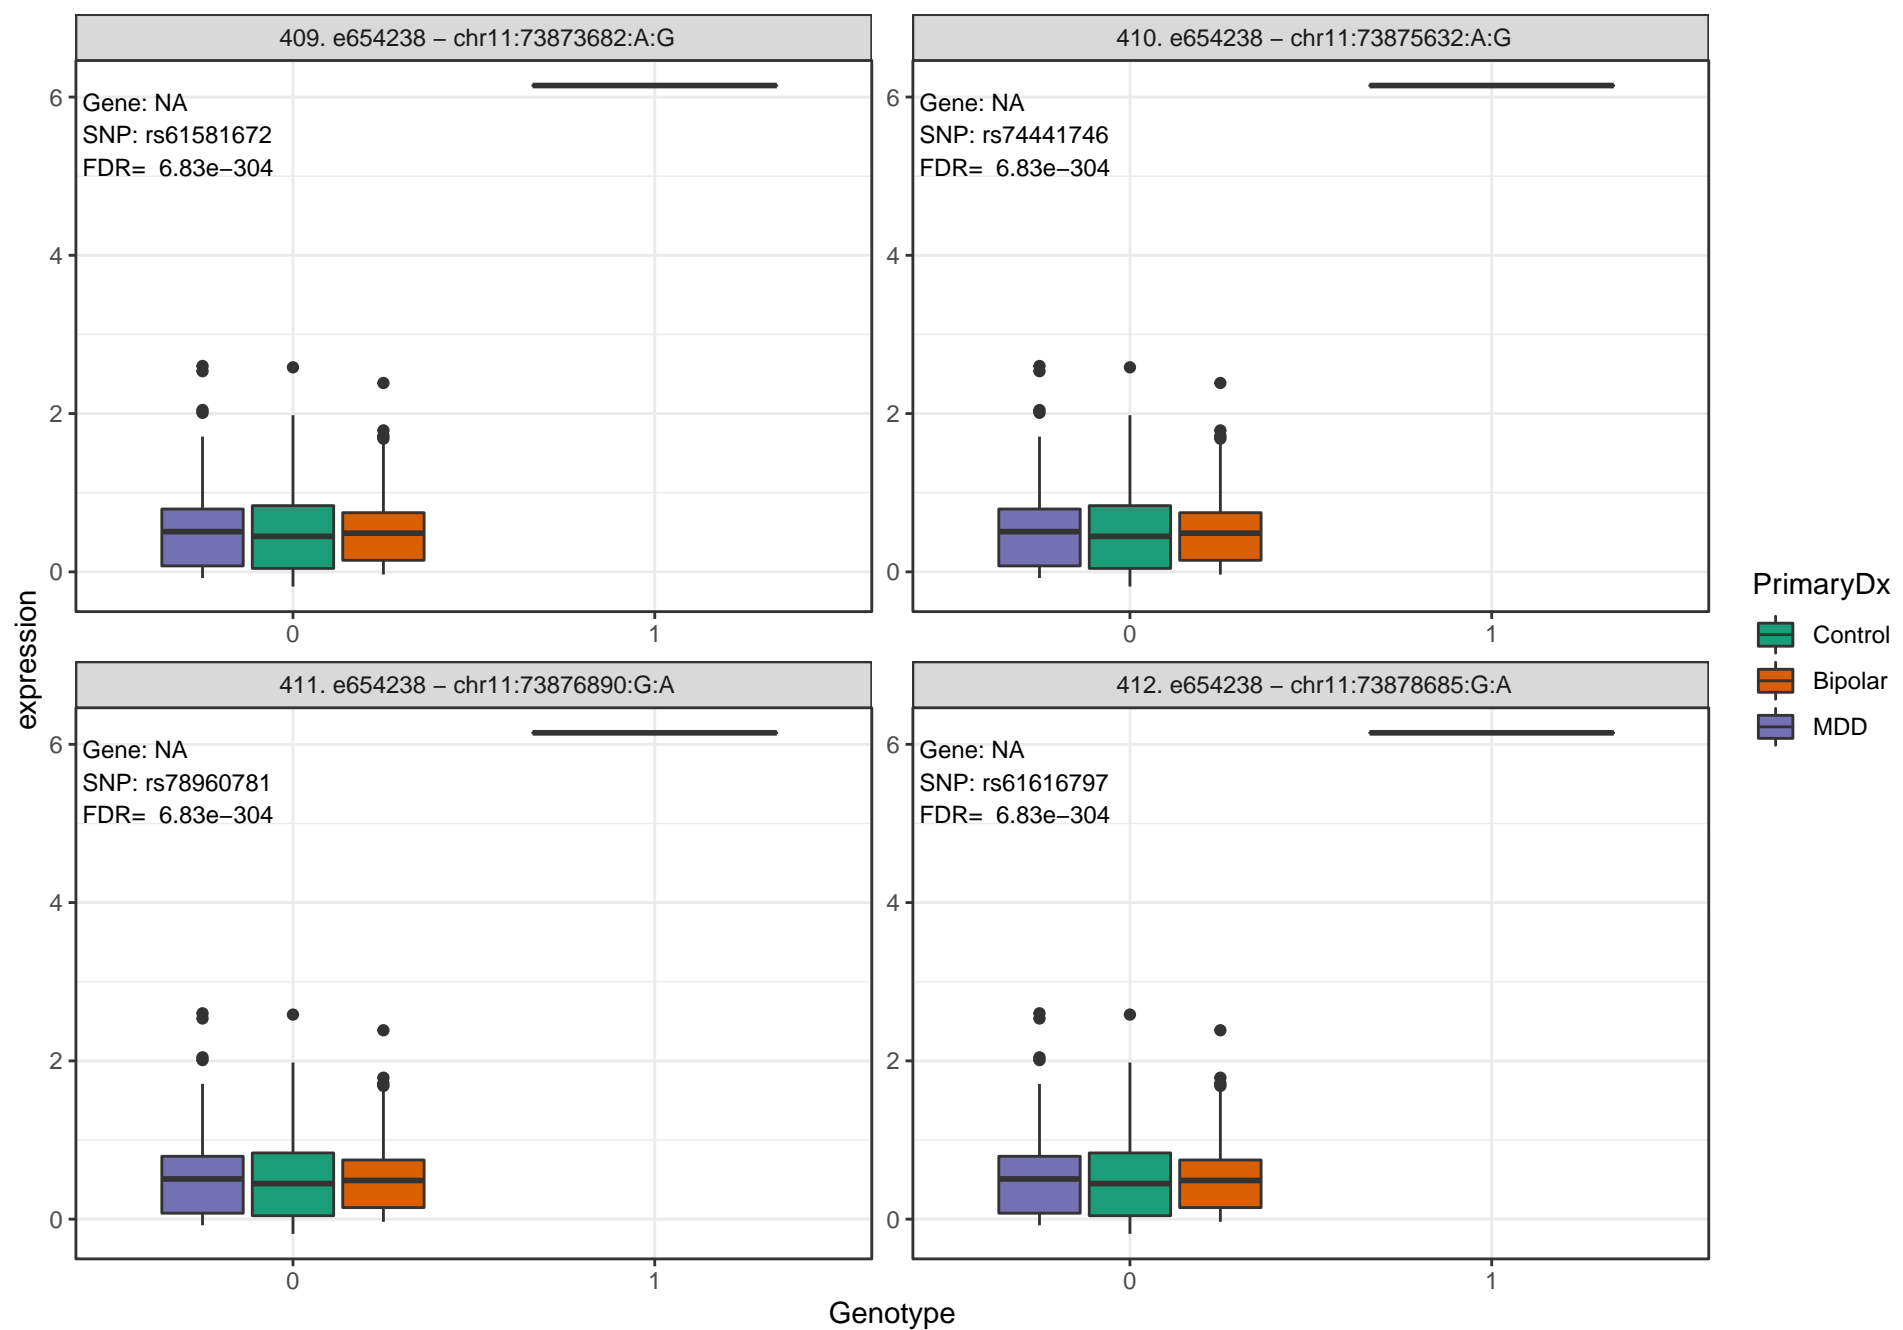 409. e654238 − chr11:73873682:A:G
Gene: NA
SNP: rs61581672
FDR= 6.83e−304
6
4
2
0
0
1
410. e654238 − chr11:73875632:A:G
Gene: NA
SNP: rs74441746
FDR= 6.83e−304
6
4
2
0
0
1
411. e654238 − chr11:73876890:G:A
Gene: NA
SNP: rs78960781
FDR= 6.83e−304
6
4
2
0
0
1
412. e654238 − chr11:73878685:G:A
Gene: NA
SNP: rs61616797
FDR= 6.83e−304
6
4
2
0
0
1
expression
Genotype
PrimaryDx
Control
Bipolar
MDD